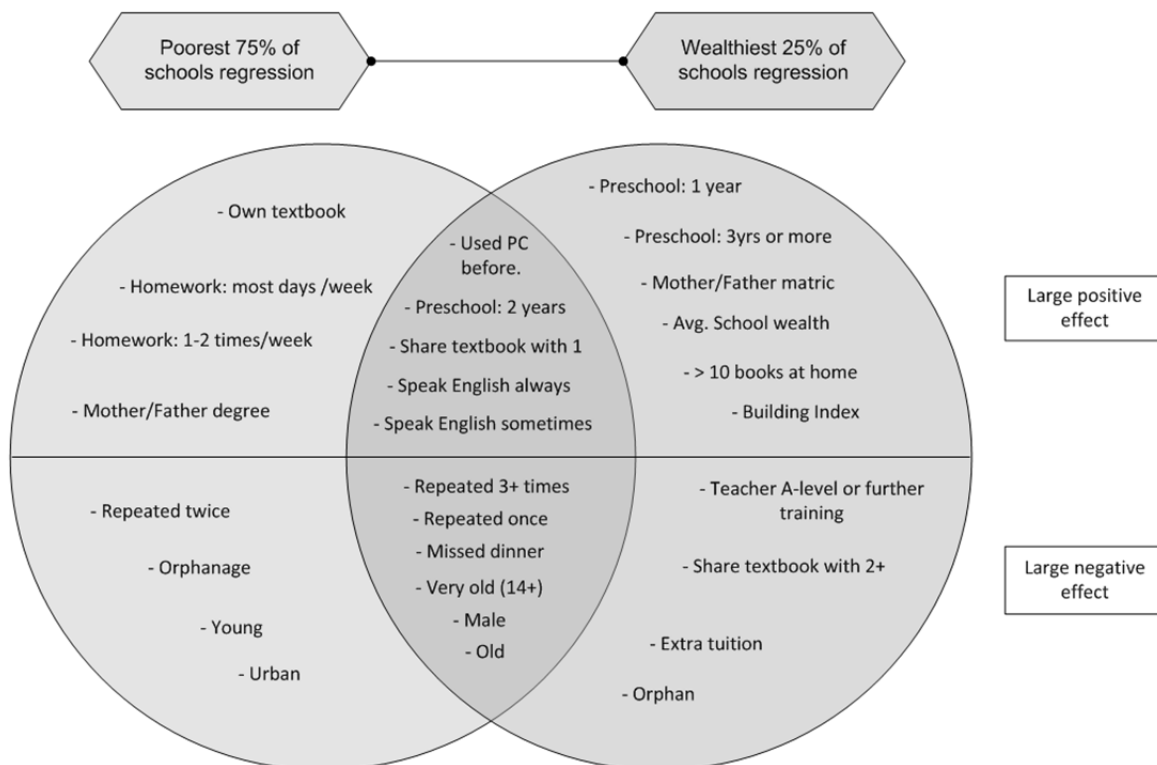 Poorest 75% of
schools regression
Wealthiest 25% of
schools regression
- Own textbook
- Homework: most days /week
- Homework: 1-2 times/week
- Mother/Father degree
- Used PC
before.
- Preschool: 2 years
- Share textbook with 1
- Speak English always
- Speak English sometimes
- Preschool: 1 year
- Preschool: 3yrs or more
- Mother/Father matric
- Avg. School wealth
- > 10 books at home
- Building Index
Large positive
effect
- Repeated twice
- Orphanage
- Young
- Urban
- Repeated 3+ times
- Repeated once
- Missed dinner
- Very old (14+)
- Male
- Old
- Teacher A-level or further
training
- Share textbook with 2+
- Extra tuition
- Orphan
Large negative
effect